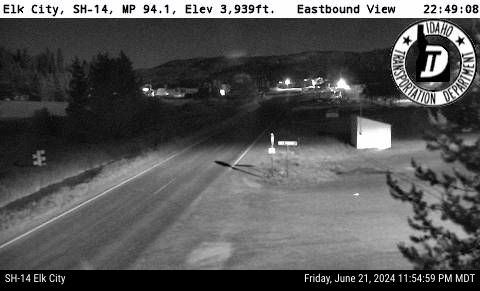 Elk City, SH-14, MP 94.1, Elev 3,939ft. Eastbound View 22:49:08
IDAHO
TRANSPORTATION DEPARTMENT
SH-14 Elk City Friday, June 21, 2024 11:54:59 PM MDT